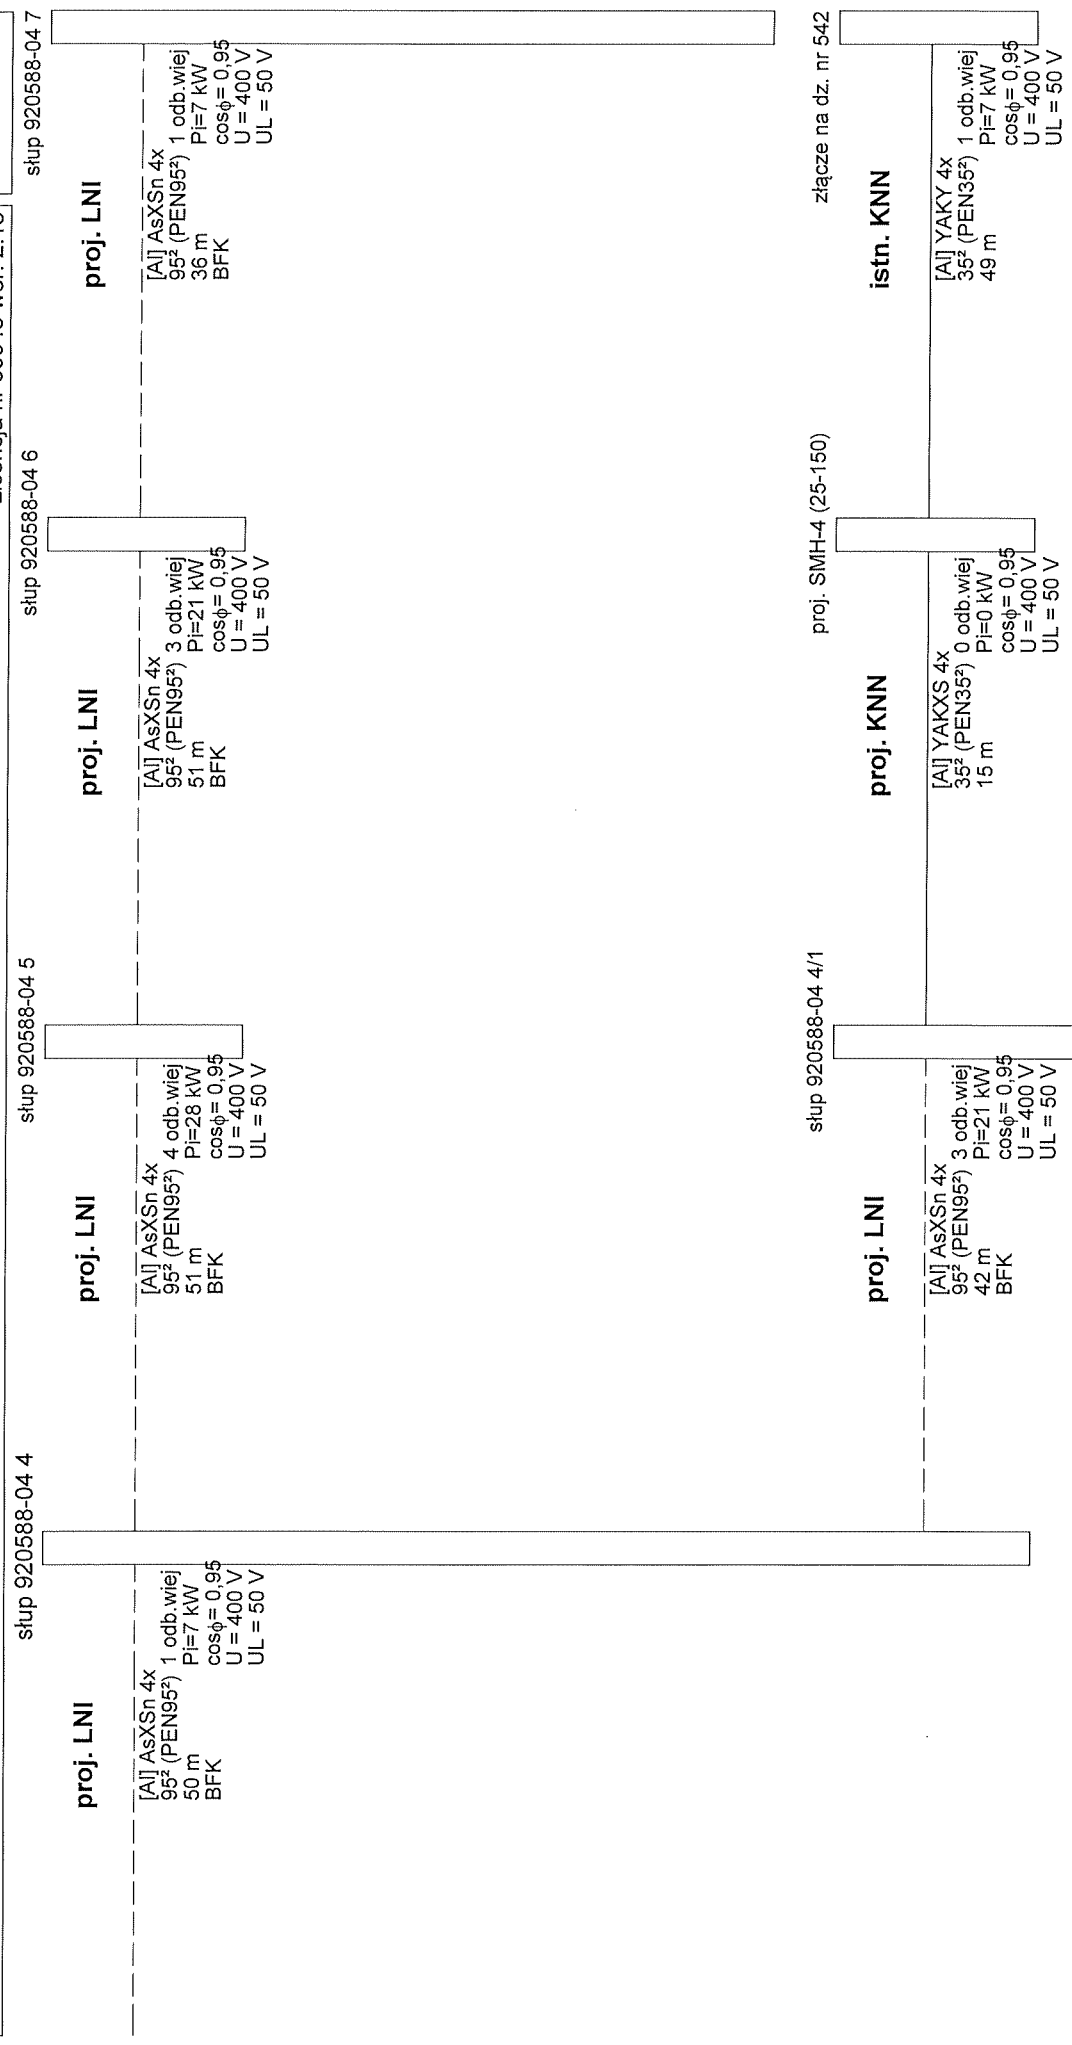 słup 920588-04 4
słup 920588-04 5
słup 920588-04 6
słup 920588-04 7
proj. LNI
[Al] AsXSn 4x
95² (PEN95²)
50 m
BFK
1 odb.wiej
Pi=7 kW
cosϕ= 0,95
U = 400 V
UL = 50 V
proj. LNI
[Al] AsXSn 4x
95² (PEN95²)
51 m
BFK
4 odb.wiej
Pi=28 kW
cosϕ= 0,95
U = 400 V
UL = 50 V
proj. LNI
[Al] AsXSn 4x
95² (PEN95²)
51 m
BFK
3 odb.wiej
Pi=21 kW
cosϕ= 0,95
U = 400 V
UL = 50 V
proj. LNI
[Al] AsXSn 4x
95² (PEN95²)
36 m
BFK
1 odb.wiej
Pi=7 kW
cosϕ= 0,95
U = 400 V
UL = 50 V
słup 920588-04 4/1
proj. SMH-4 (25-150)
złącze na dz. nr 542
proj. LNI
[Al] AsXSn 4x
95² (PEN95²)
42 m
BFK
3 odb.wiej
Pi=21 kW
cosϕ= 0,95
U = 400 V
UL = 50 V
proj. KNN
[Al] YAKXS 4x
35² (PEN35²)
15 m
0 odb.wiej
Pi=0 kW
cosϕ= 0,95
U = 400 V
UL = 50 V
istn. KNN
[Al] YAKY 4x
35² (PEN35²)
49 m
1 odb.wiej
Pi=7 kW
cosϕ= 0,95
U = 400 V
UL = 50 V